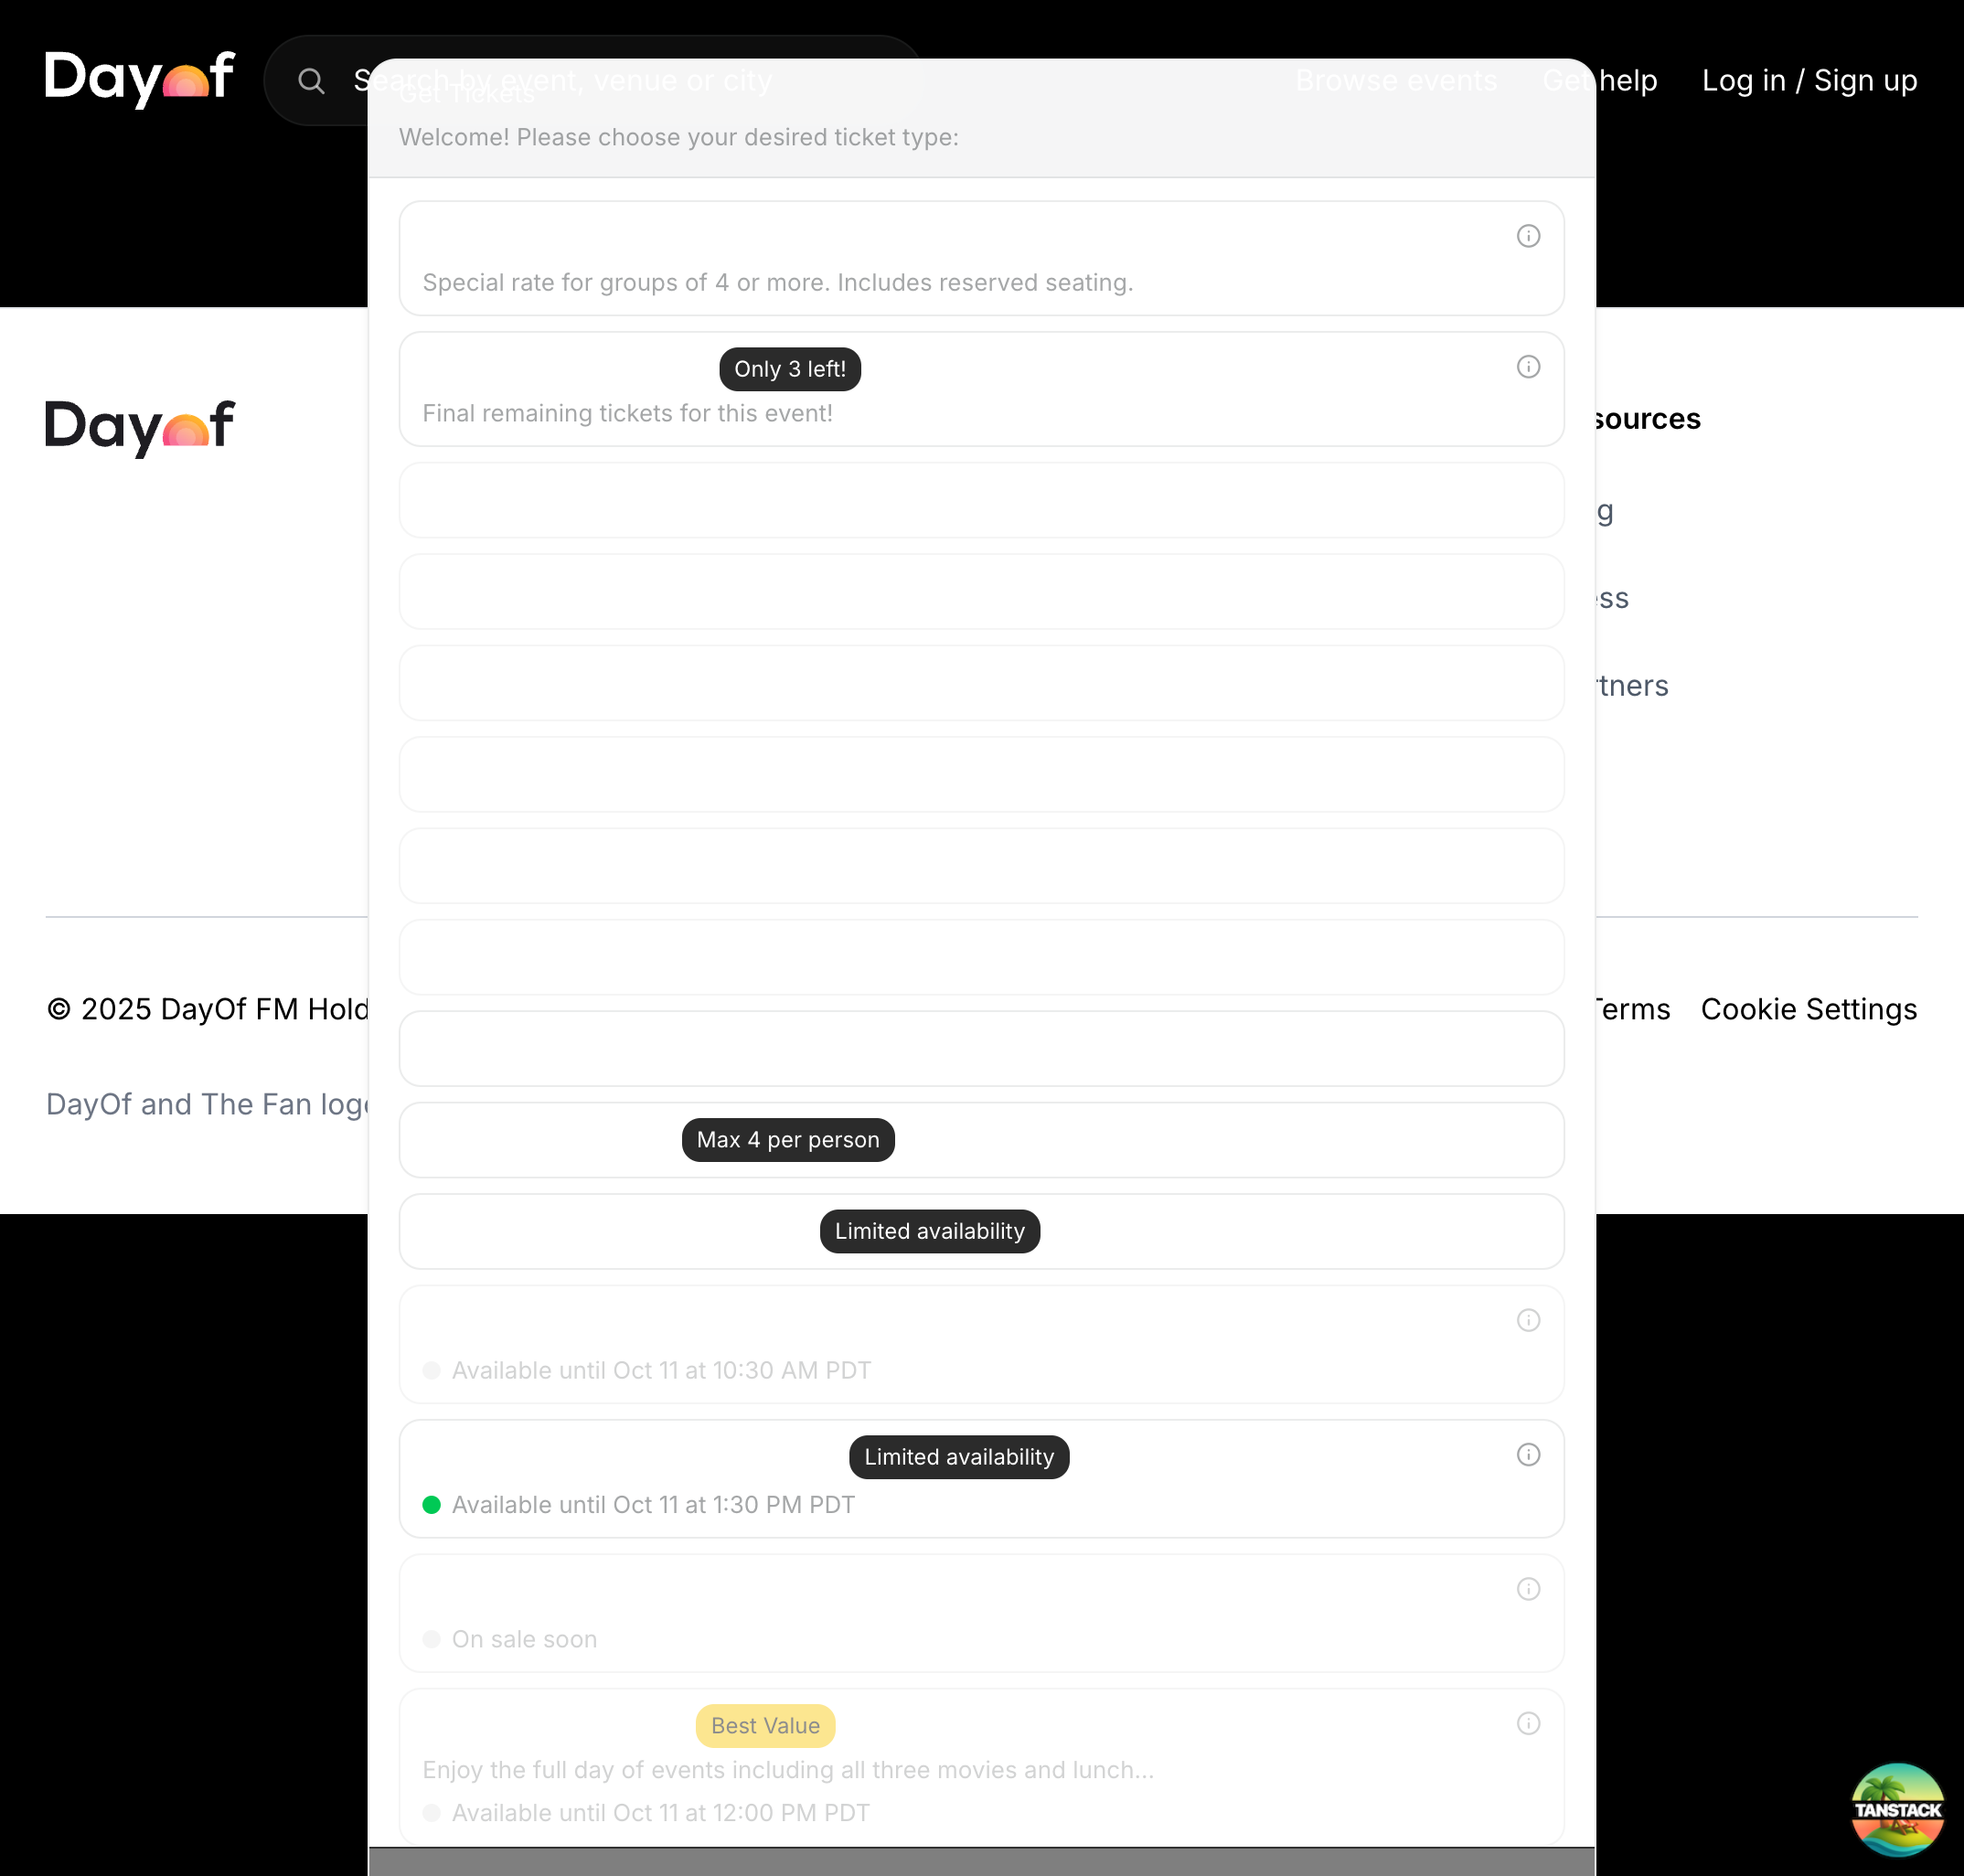 DayOf
Search by event, venue or city
Browse events
Get help
Log in / Sign up
Get Tickets
Welcome! Please choose your desired ticket type:
Special rate for groups of 4 or more. Includes reserved seating.
Only 3 left!
Final remaining tickets for this event!
DayOf
sources
g
ess
rtners
© 2025 DayOf FM Hold
Terms
Cookie Settings
DayOf and The Fan log
Max 4 per person
Limited availability
Available until Oct 11 at 10:30 AM PDT
Limited availability
Available until Oct 11 at 1:30 PM PDT
On sale soon
Best Value
Enjoy the full day of events including all three movies and lunch...
Available until Oct 11 at 12:00 PM PDT
TANSTACK